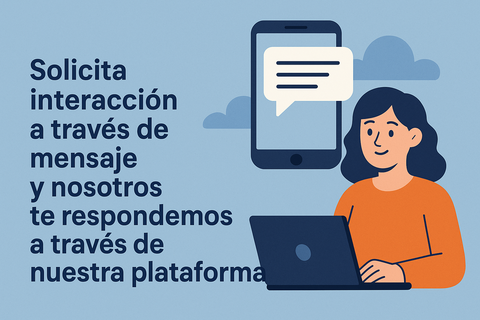 Solicita
interacción
a través de
mensaje
y nosotros
te respondemos
a través de
nuestra plataforma